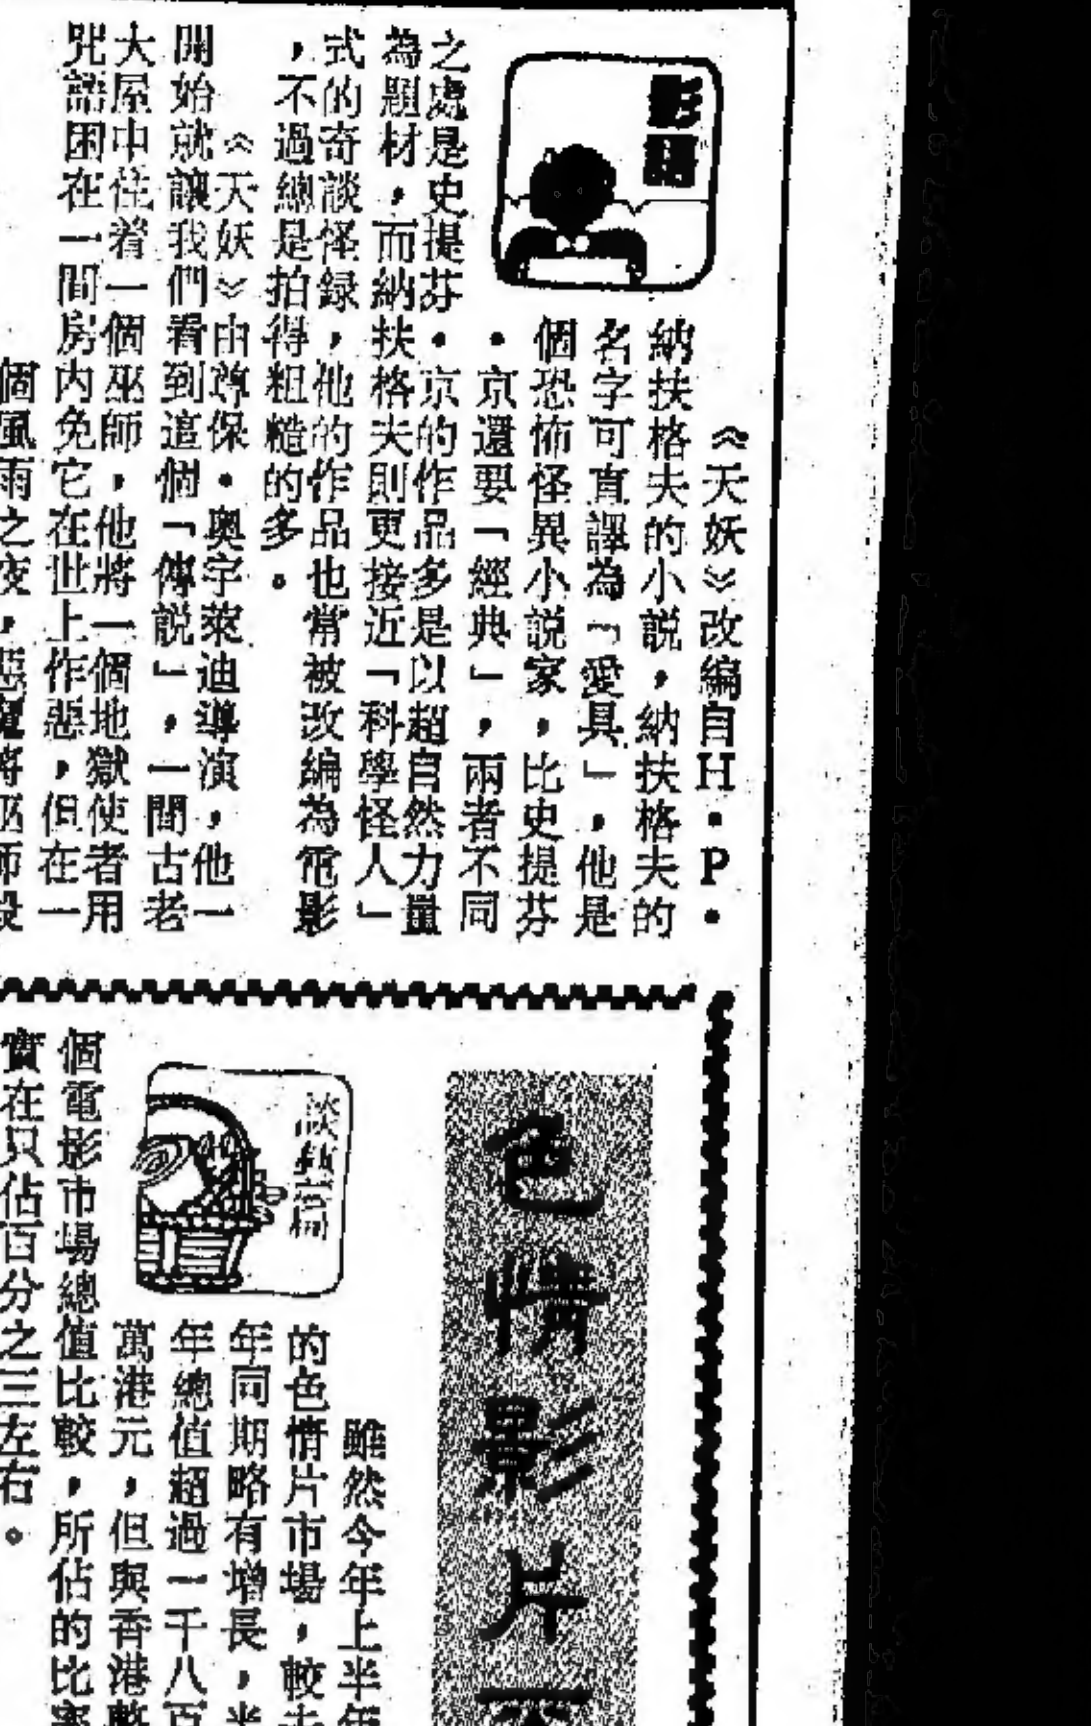 影語
《天妖》改編自H·P·
納扶格夫的小説，納扶格夫的
名字可直譯為「愛具」，他是
個恐怖怪異小説家，比史提芬
·京還要「經典」，兩者不同
之處是史提芬·京的作品多是以超自然力量
為題材，而納扶格夫則更接近「科學怪人」
式的奇談怪録，他的作品也常被改編為電影
，不過總是拍得粗糙的多。
《天妖》由尊保·奧宇萊迪導演，他一
開始就讓我們看到這個「傳説」，一間古老
大屋中住着一個巫師，他將一個地獄使者用
咒語困在一間房内免它在世上作惡，但在一
個風雨之夜，惡魔將巫師
色情影片
雖然今年上半年
的色情片市場，較去
年同期略有增長，半
年總值超過一千八百
萬港元，但與香港整
個電影市場總值比較，所佔的比率
實在只佔百分之三左右。